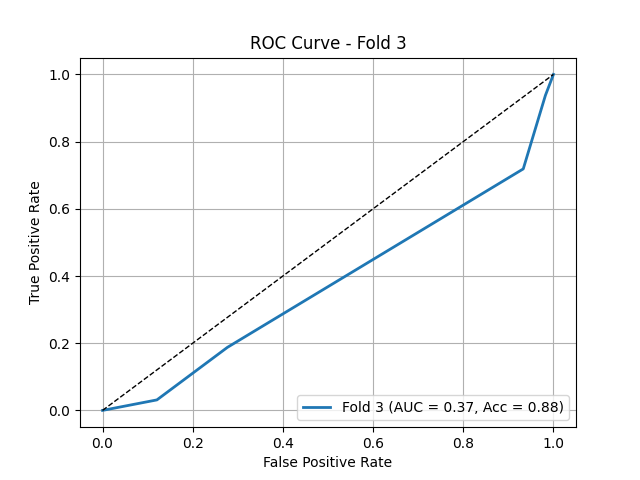 ROC Curve - Fold 3
1.0
0.8
0.6
0.4
0.2
0.0
True Positive Rate
Fold 3 (AUC = 0.37, Acc = 0.88)
0.0 0.2 0.4 0.6 0.8 1.0
False Positive Rate